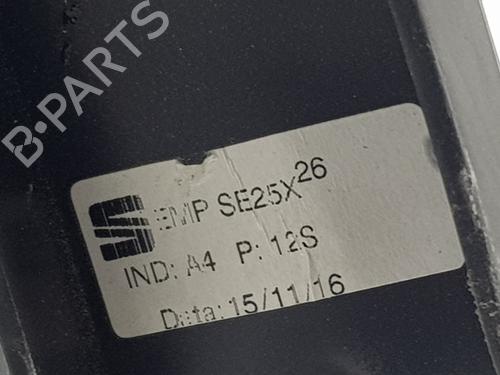 B-PARTS
EMP SE25X26
IND: A4 P: 12S
Data: 15/11/16